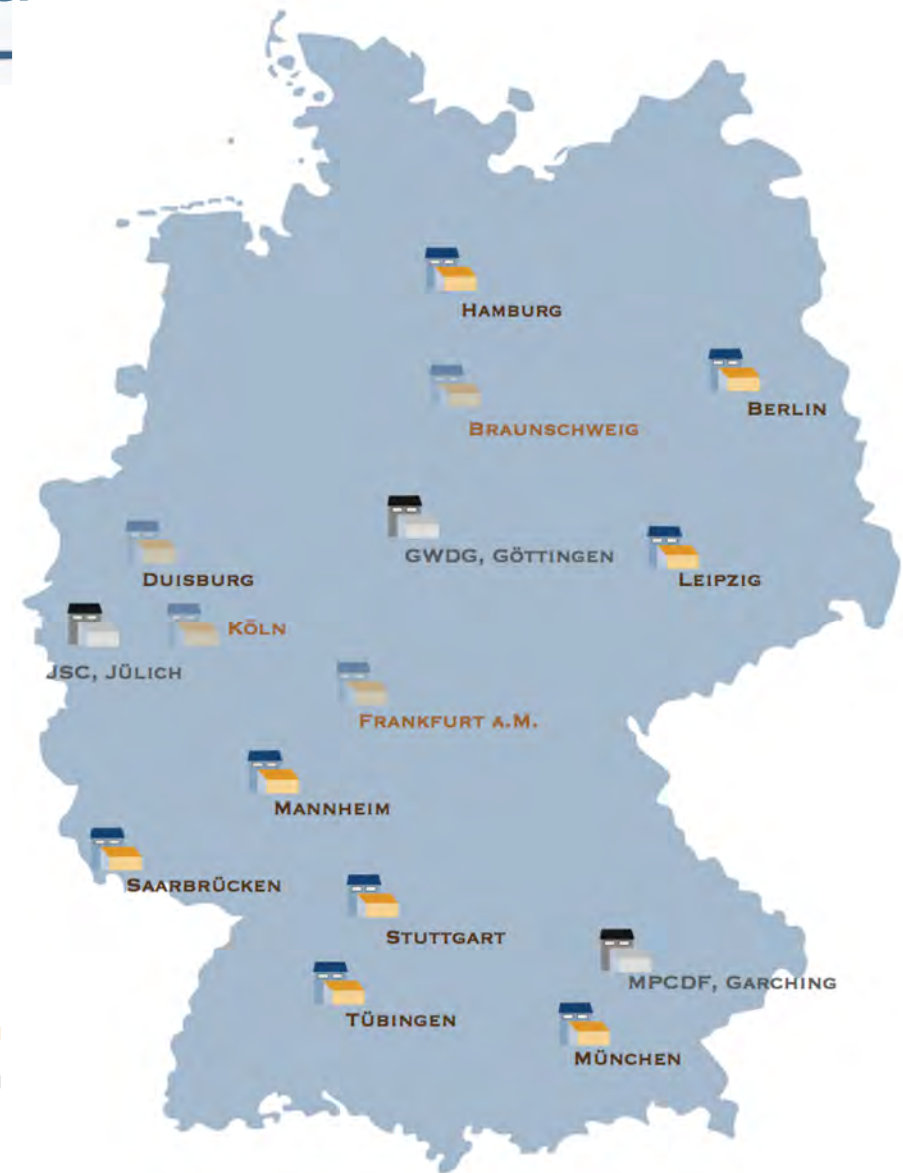 Hamburg
Berlin
Braunschweig
GWDG, Göttingen
Leipzig
Duisburg
Köln
JSC, Jülich
Frankfurt a.M.
Mannheim
Saarbrücken
Stuttgart
MPCDF, Garching
Tübingen
München